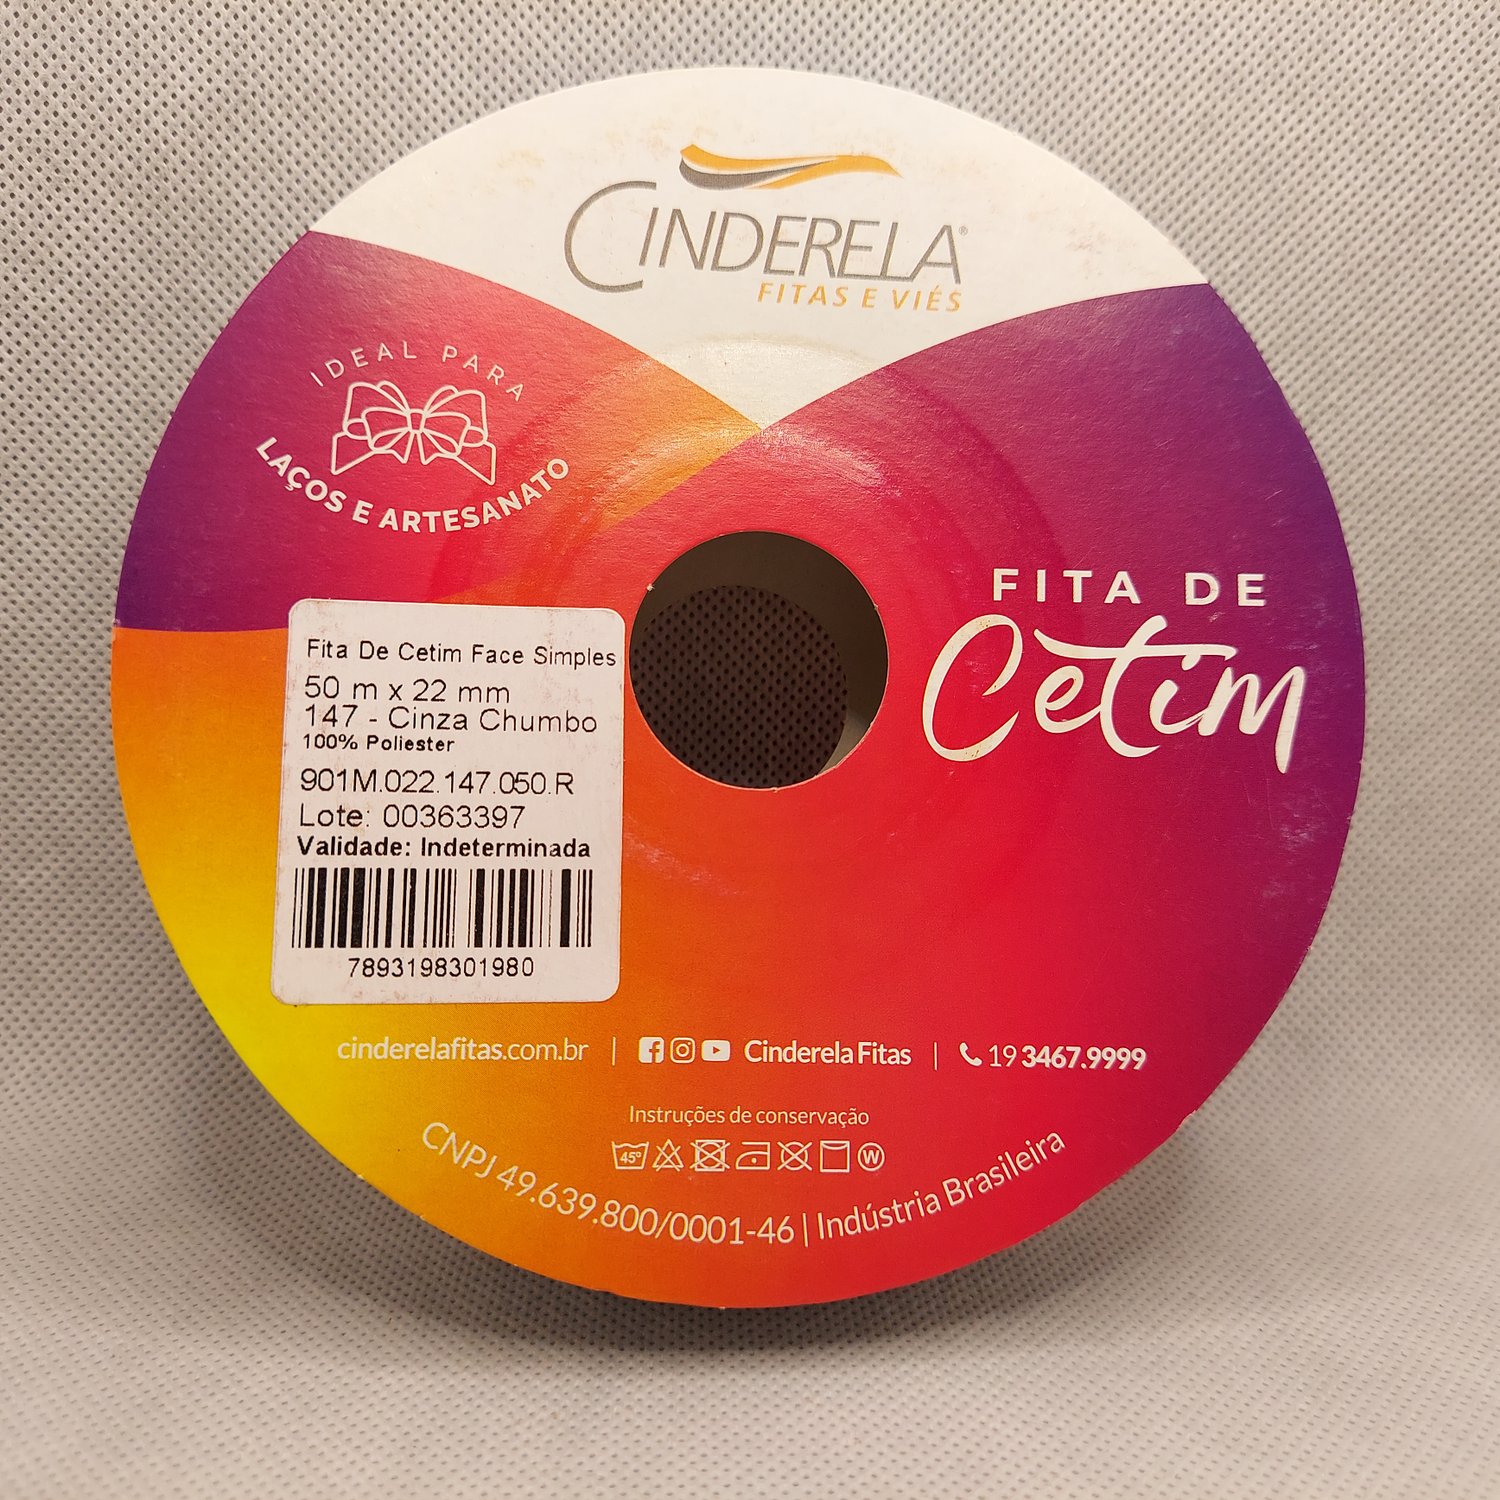 CINDERELA®
FITAS E VIÉS
IDEAL PARA
LAÇOS E ARTESANATO
FITA DE
Cetim
Fita De Cetim Face Simples
50 m x 22 mm
147 - Cinza Chumbo
100% Poliester
901M.022.147.050.R
Lote: 00363397
Validade: Indeterminada
7893198301980
cinderelafitas.com.br | Cinderela Fitas | 19 3467.9999
Instruções de conservação
45° W
CNPJ 49.639.800/0001-46 | Indústria Brasileira